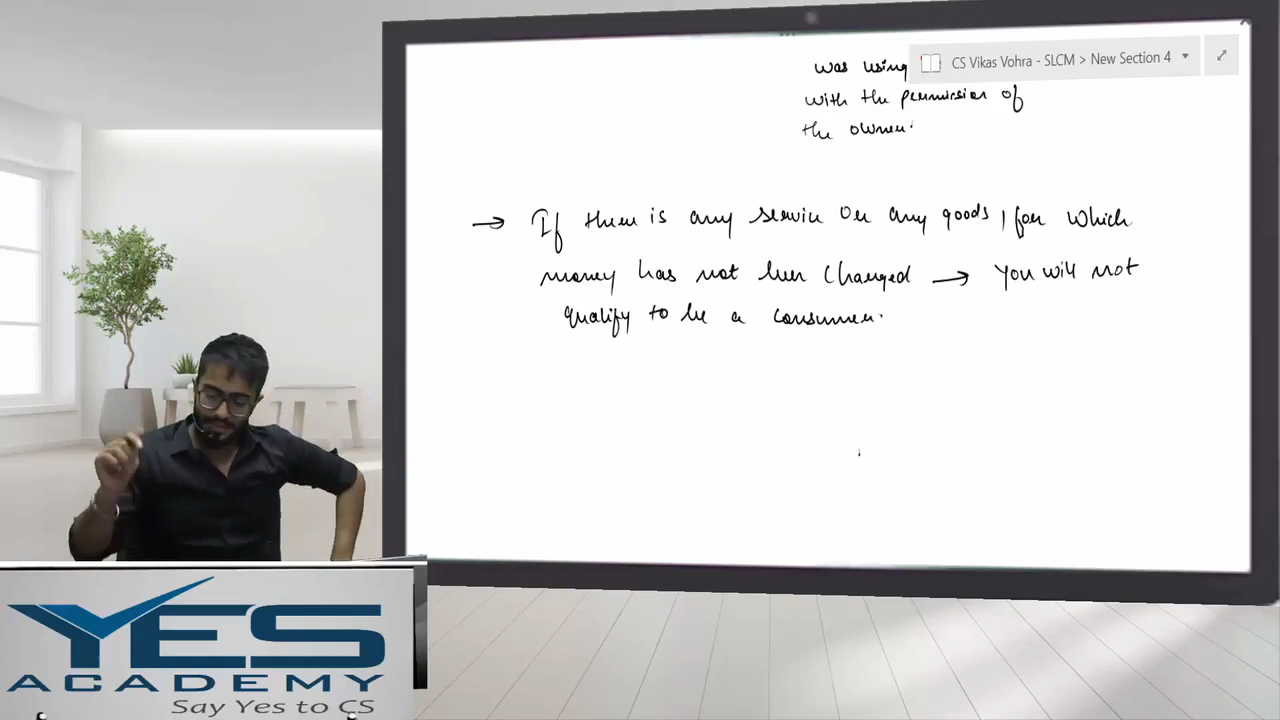 was using
with the permission of
the owner.
CS Vikas Vohra - SLCM > New Section 4
→ If there is any service or any goods, for which
money has not been charged → You will not
qualify to be a consumer.
YES
ACADEMY
Say Yes to CS